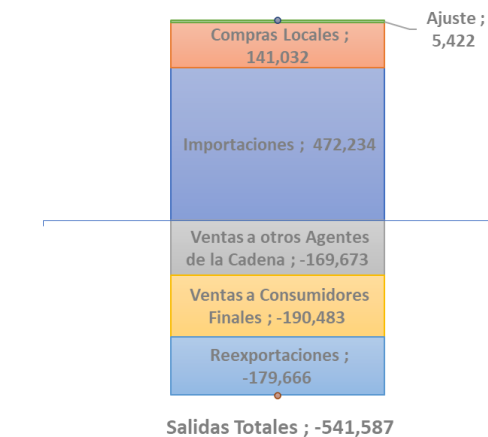 Ajuste ;
5,422
Compras Locales ;
141,032
Importaciones ; 472,234
Ventas a otros Agentes
de la Cadena ; -169,673
Ventas a Consumidores
Finales ; -190,483
Reexportaciones ;
-179,666
Salidas Totales ; -541,587